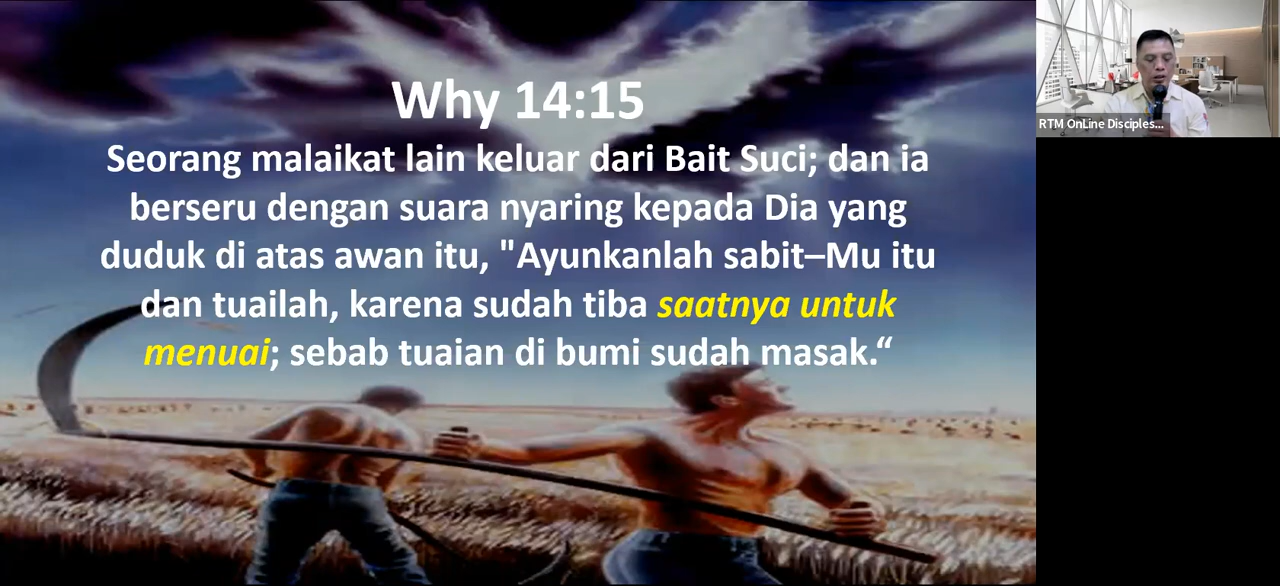 Why 14:15
Seorang malaikat lain keluar dari Bait Suci; dan ia
berseru dengan suara nyaring kepada Dia yang
duduk di atas awan itu, "Ayunkanlah sabit–Mu itu
dan tuailah, karena sudah tiba saatnya untuk
menuai; sebab tuaian di bumi sudah masak.“
RTM OnLine Disciples...